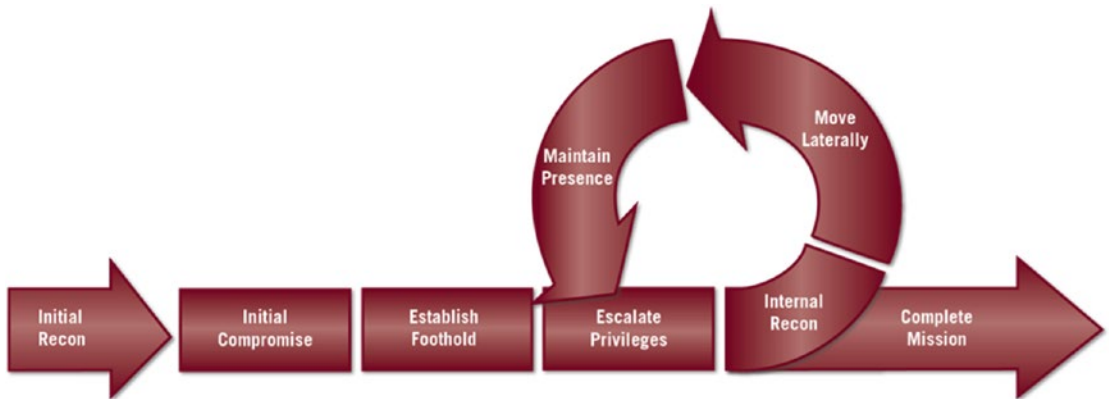 Initial
Recon
Initial
Compromise
Establish
Foothold
Escalate
Privileges
Internal
Recon
Move
Laterally
Maintain
Presence
Complete
Mission